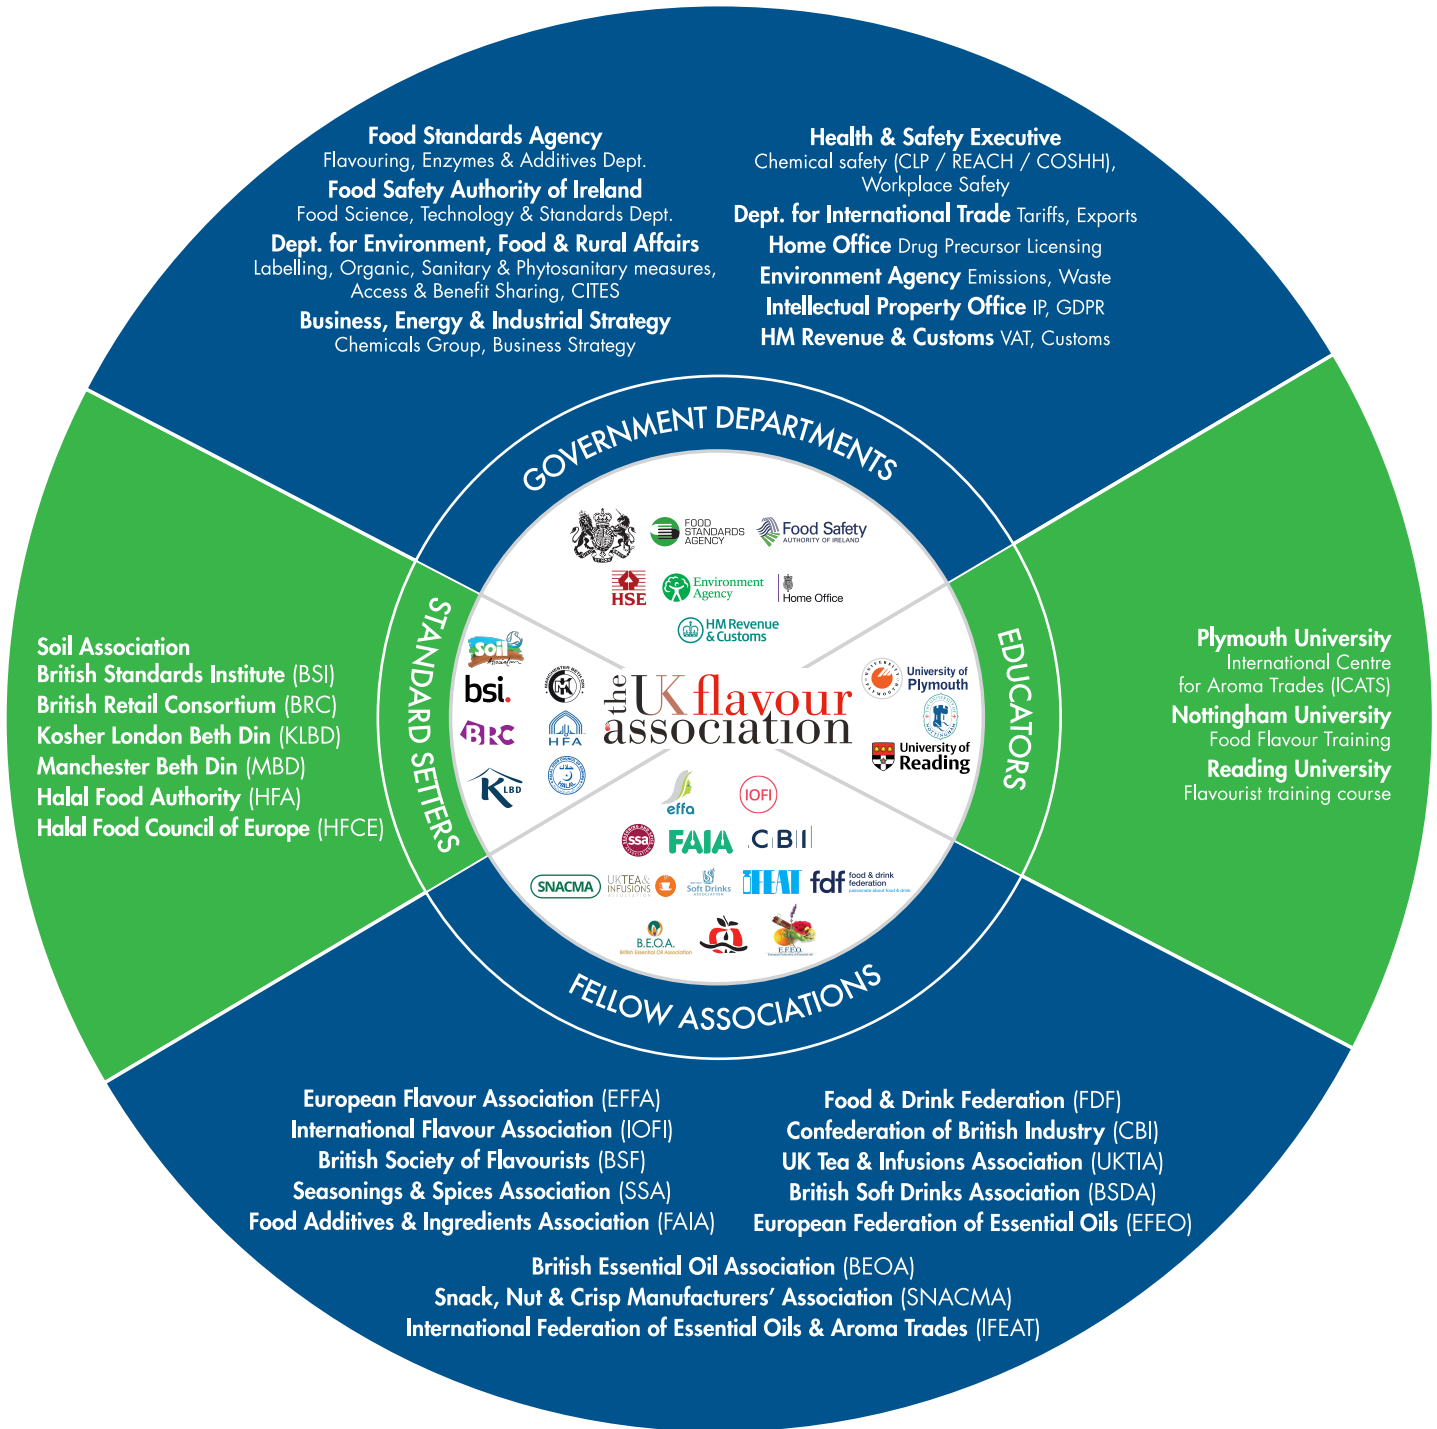 Food Standards Agency
Flavouring, Enzymes & Additives Dept.
Food Safety Authority of Ireland
Food Science, Technology & Standards Dept.
Dept. for Environment, Food & Rural Affairs
Labelling, Organic, Sanitary & Phytosanitary measures,
Access & Benefit Sharing, CITES
Business, Energy & Industrial Strategy
Chemicals Group, Business Strategy
Health & Safety Executive
Chemical safety (CLP / REACH / COSHH),
Workplace Safety
Dept. for International Trade Tariffs, Exports
Home Office Drug Precursor Licensing
Environment Agency Emissions, Waste
Intellectual Property Office IP, GDPR
HM Revenue & Customs VAT, Customs
GOVERNMENT DEPARTMENTS
FOOD
STANDARDS
AGENCY
Food Safety
AUTHORITY OF IRELAND
HSE
Environment
Agency
Home Office
HM Revenue
& Customs
STANDARD SETTERS
Soil Association
British Standards Institute (BSI)
British Retail Consortium (BRC)
Kosher London Beth Din (KLBD)
Manchester Beth Din (MBD)
Halal Food Authority (HFA)
Halal Food Council of Europe (HFCE)
Soil
Association
bsi.
MANCHESTER BETH DIN
BRC
HFA
KLBD
the UK flavour
association
EDUCATORS
University of
Plymouth
University of
Reading
Plymouth University
International Centre
for Aroma Trades (ICATS)
Nottingham University
Food Flavour Training
Reading University
Flavourist training course
effa
IOFI
ssa
FAIA
CBI
SNACMA
UKTEA&
INFUSIONS
ASSOCIATION
Soft Drinks
ASSOCIATION
IFEAT
fdf
food & drink
federation
passionate about food & drink
B.E.O.A.
British Essential Oil Association
E.F.E.O.
FELLOW ASSOCIATIONS
European Flavour Association (EFFA)
International Flavour Association (IOFI)
British Society of Flavourists (BSF)
Seasonings & Spices Association (SSA)
Food Additives & Ingredients Association (FAIA)
Food & Drink Federation (FDF)
Confederation of British Industry (CBI)
UK Tea & Infusions Association (UKTIA)
British Soft Drinks Association (BSDA)
European Federation of Essential Oils (EFEO)
British Essential Oil Association (BEOA)
Snack, Nut & Crisp Manufacturers' Association (SNACMA)
International Federation of Essential Oils & Aroma Trades (IFEAT)